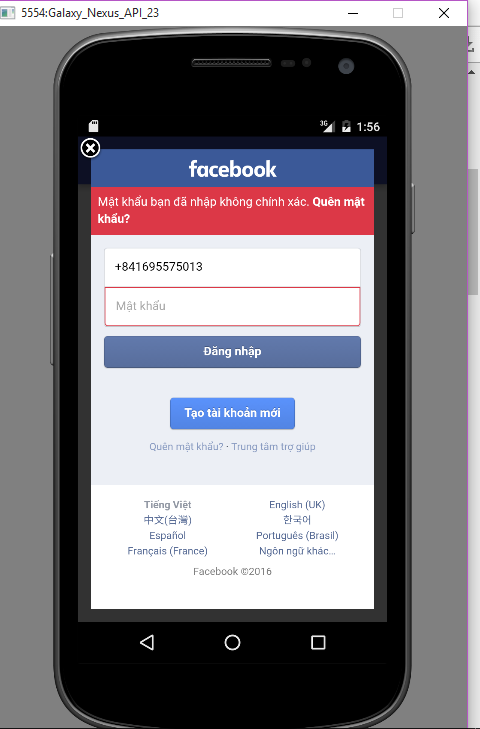 5554:Galaxy_Nexus_API_23
3G 1:56
facebook
Mật khẩu bạn đã nhập không chính xác. Quên mật
khẩu?
+841695575013
Mật khẩu
Đăng nhập
Tạo tài khoản mới
Quên mật khẩu? · Trung tâm trợ giúp
Tiếng Việt English (UK)
中文(台灣) 한국어
Español Português (Brasil)
Français (France) Ngôn ngữ khác...
Facebook ©2016